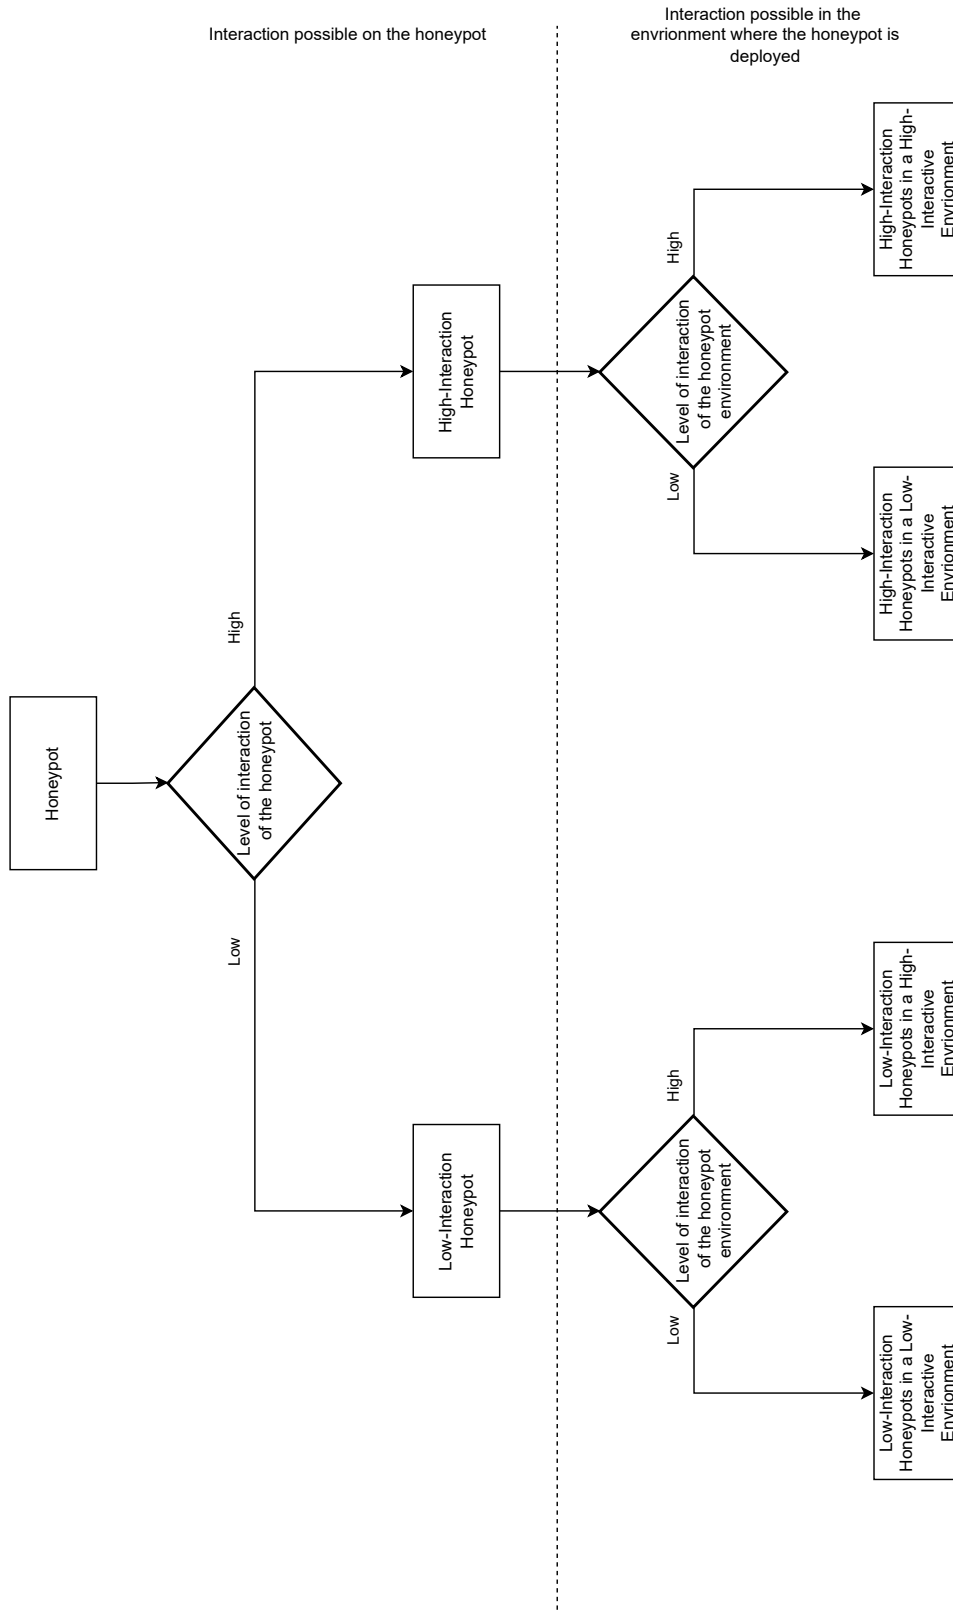 Interaction possible on the honeypot
Interaction possible in the
envrionment where the honeypot is
deployed
Honeypot
Level of interaction
of the honeypot
Low
High
Low-Interaction
Honeypot
High-Interaction
Honeypot
Level of interaction
of the honeypot
environment
Low
High
Level of interaction
of the honeypot
environment
Low
High
Low-Interaction
Honeypots in a Low-
Interactive
Envrionment
Low-Interaction
Honeypots in a High-
Interactive
Envrionment
High-Interaction
Honeypots in a Low-
Interactive
Envrionment
High-Interaction
Honeypots in a High-
Interactive
Envrionment